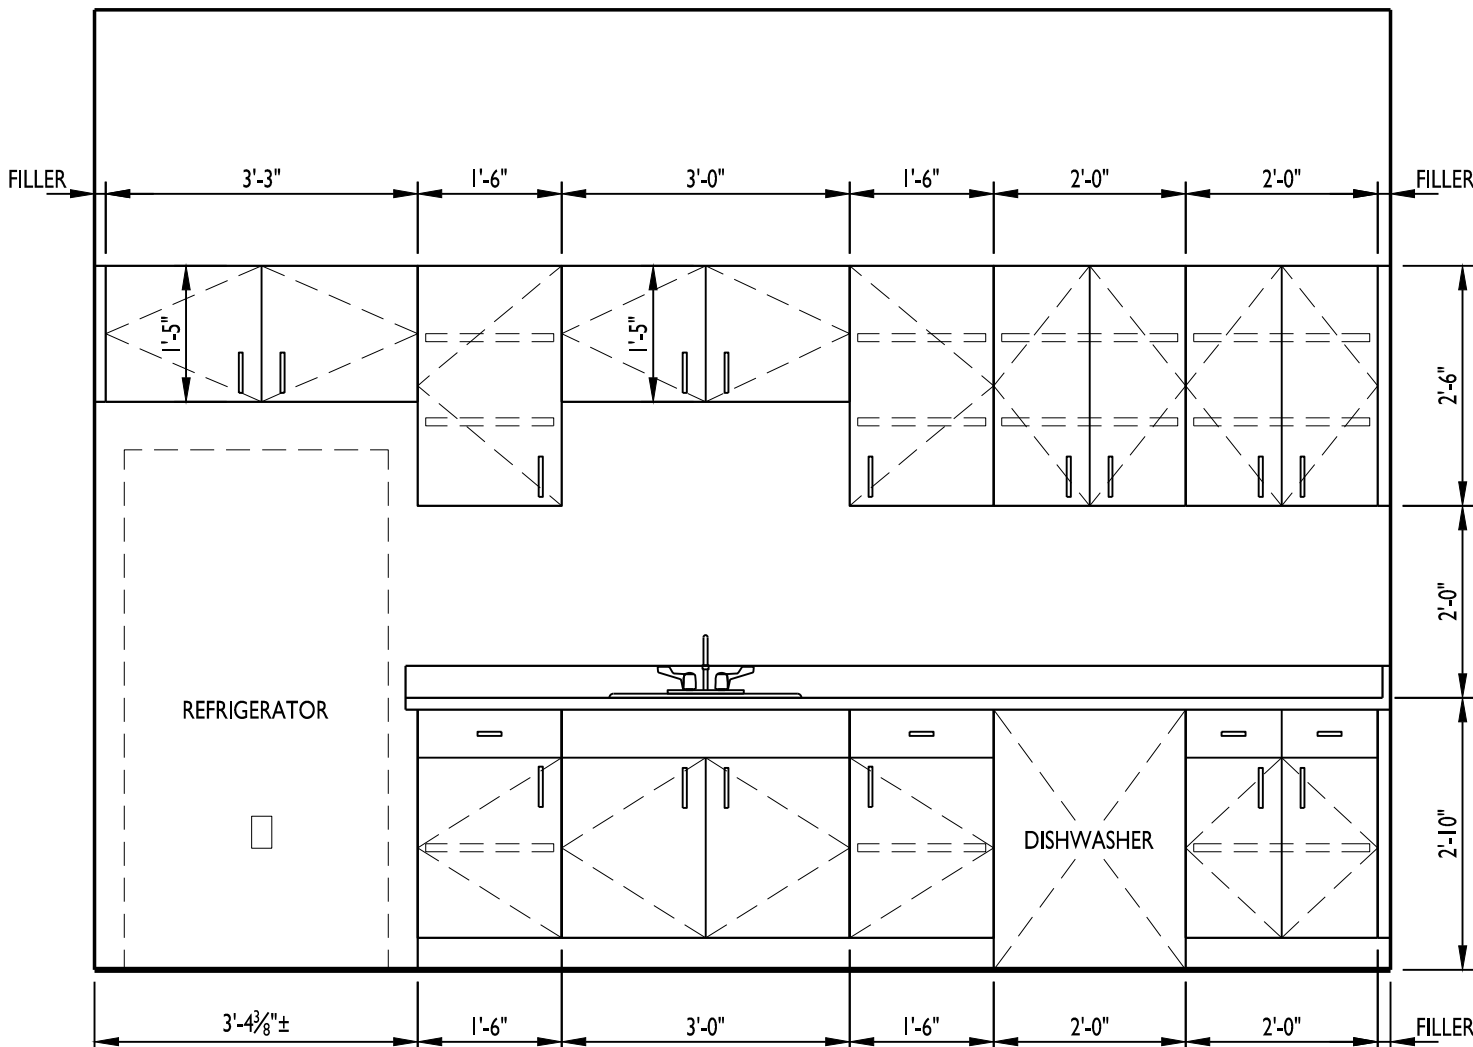 FILLER 3'-3" 1'-6" 3'-0" 1'-6" 2'-0" 2'-0" FILLER
1'-5" 1'-5" 2'-6"
2'-0"
REFRIGERATOR
DISHWASHER 2'-10"
3'-4⅜"± 1'-6" 3'-0" 1'-6" 2'-0" 2'-0" FILLER